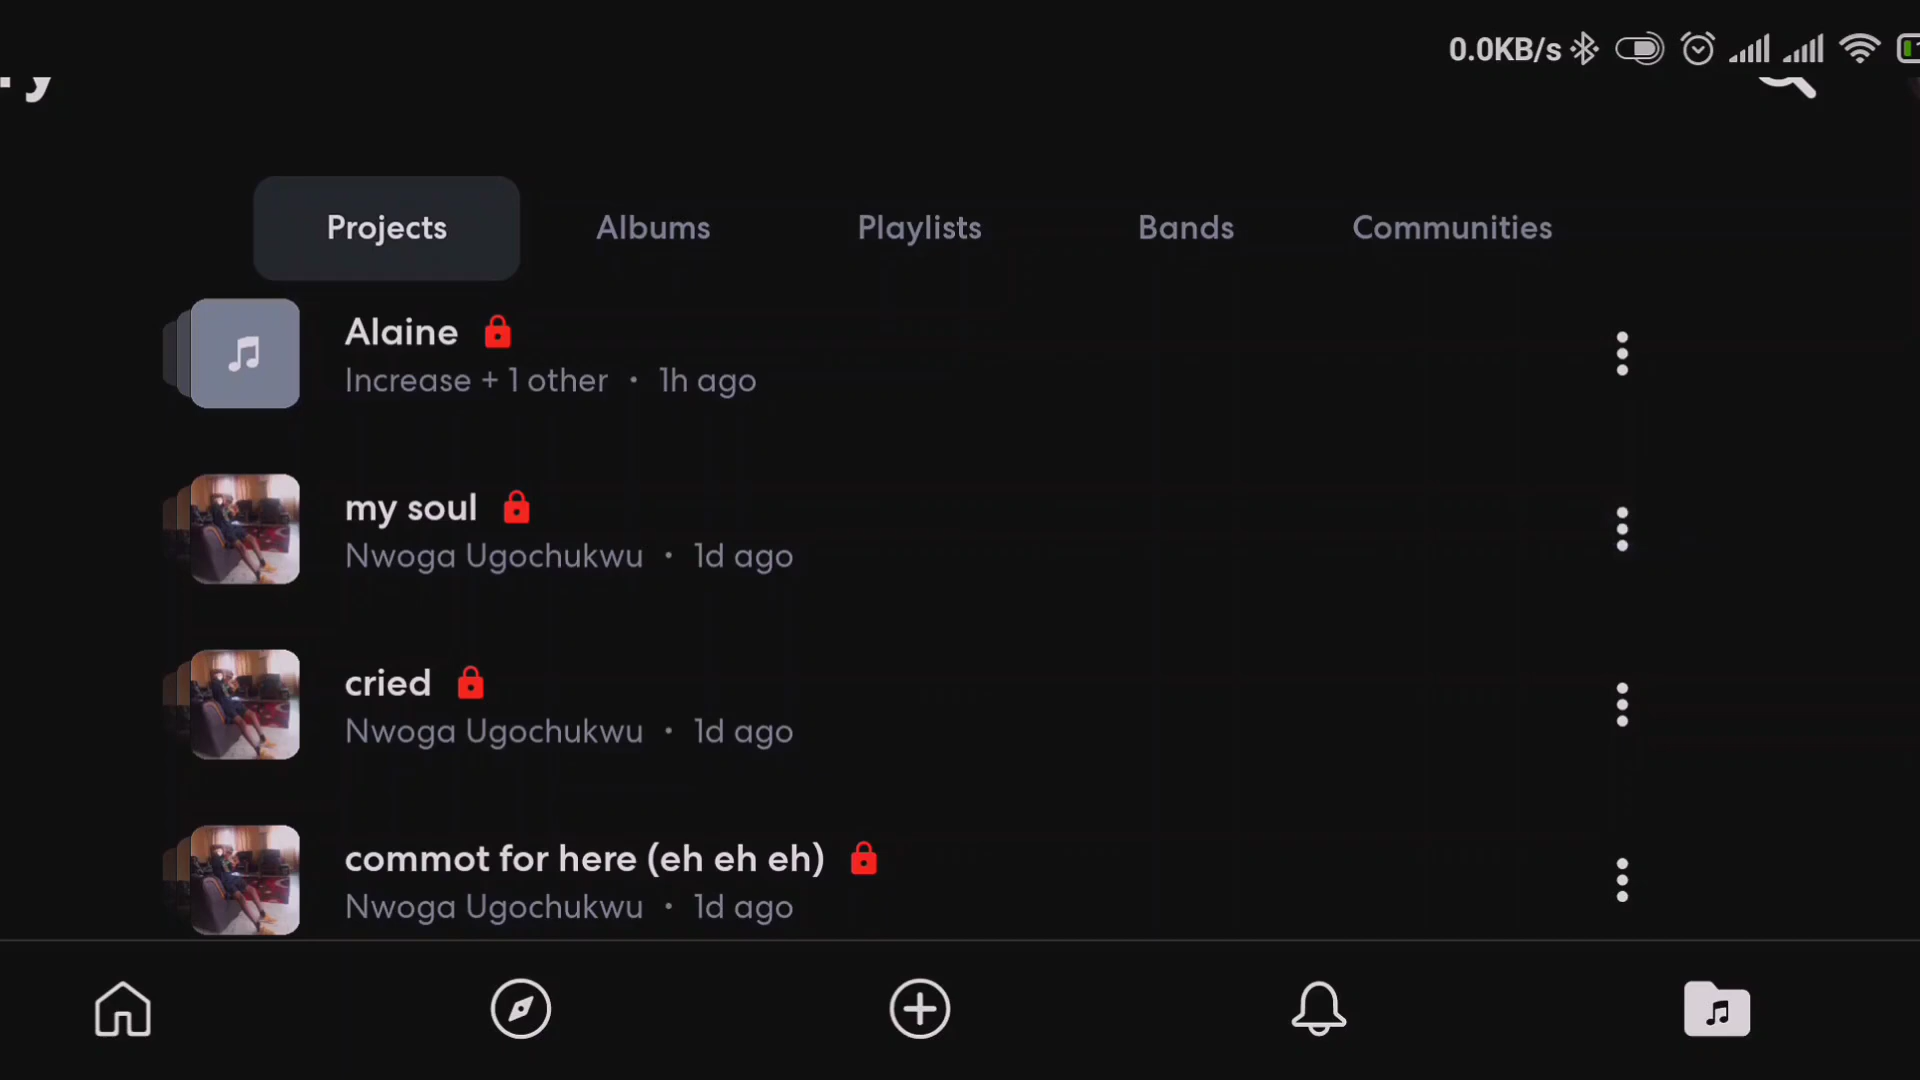 0.0KB/s
ry
Projects Albums Playlists Bands Communities
Alaine
Increase + 1 other • 1h ago
my soul
Nwoga Ugochukwu • 1d ago
cried
Nwoga Ugochukwu • 1d ago
commot for here (eh eh eh)
Nwoga Ugochukwu • 1d ago